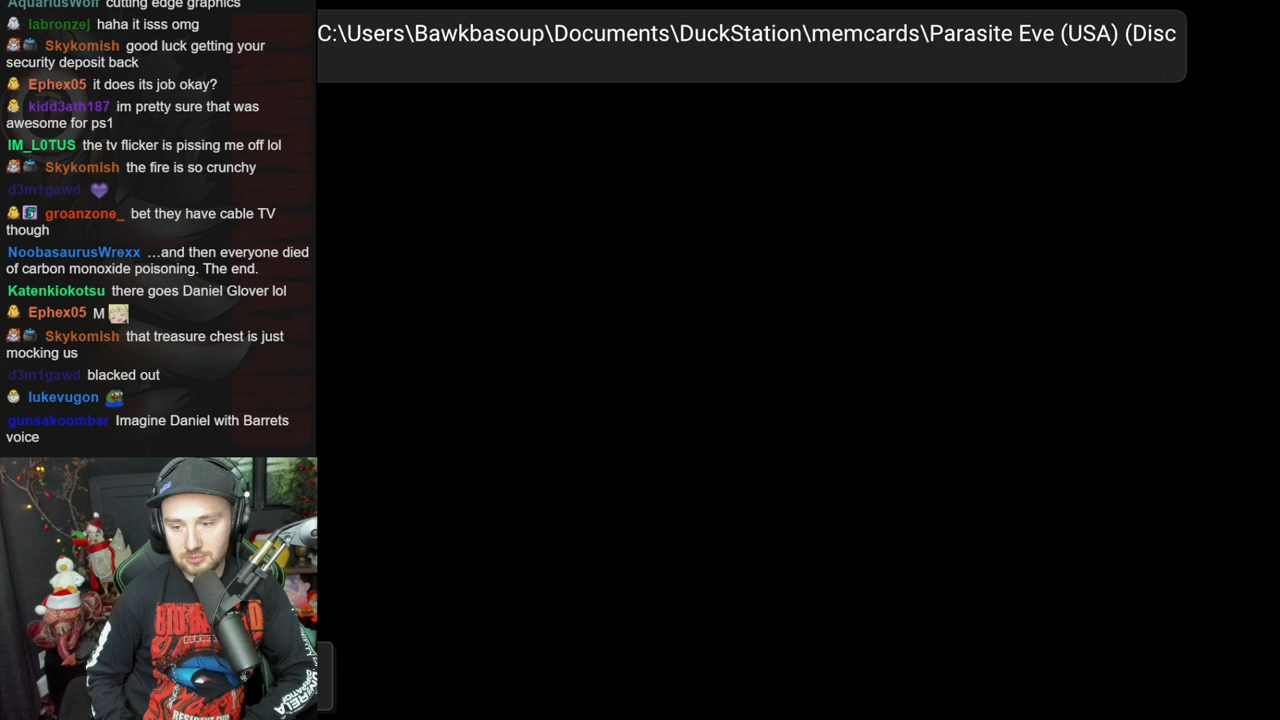 AquariusWolf cutting edge graphics
labronzej haha it isss omg
Skykomish good luck getting your
security deposit back
Ephex05 it does its job okay?
kidd3ath187 im pretty sure that was
awesome for ps1
IM_L0TUS the tv flicker is pissing me off lol
Skykomish the fire is so crunchy
d3m1gawd
groanzone_ bet they have cable TV
though
NoobasaurusWrexx …and then everyone died
of carbon monoxide poisoning. The end.
Katenkiokotsu there goes Daniel Glover lol
Ephex05 M
Skykomish that treasure chest is just
mocking us
d3m1gawd blacked out
lukevugon
gunsakoombar Imagine Daniel with Barrets
voice
C:\Users\Bawkbasoup\Documents\DuckStation\memcards\Parasite Eve (USA) (Disc